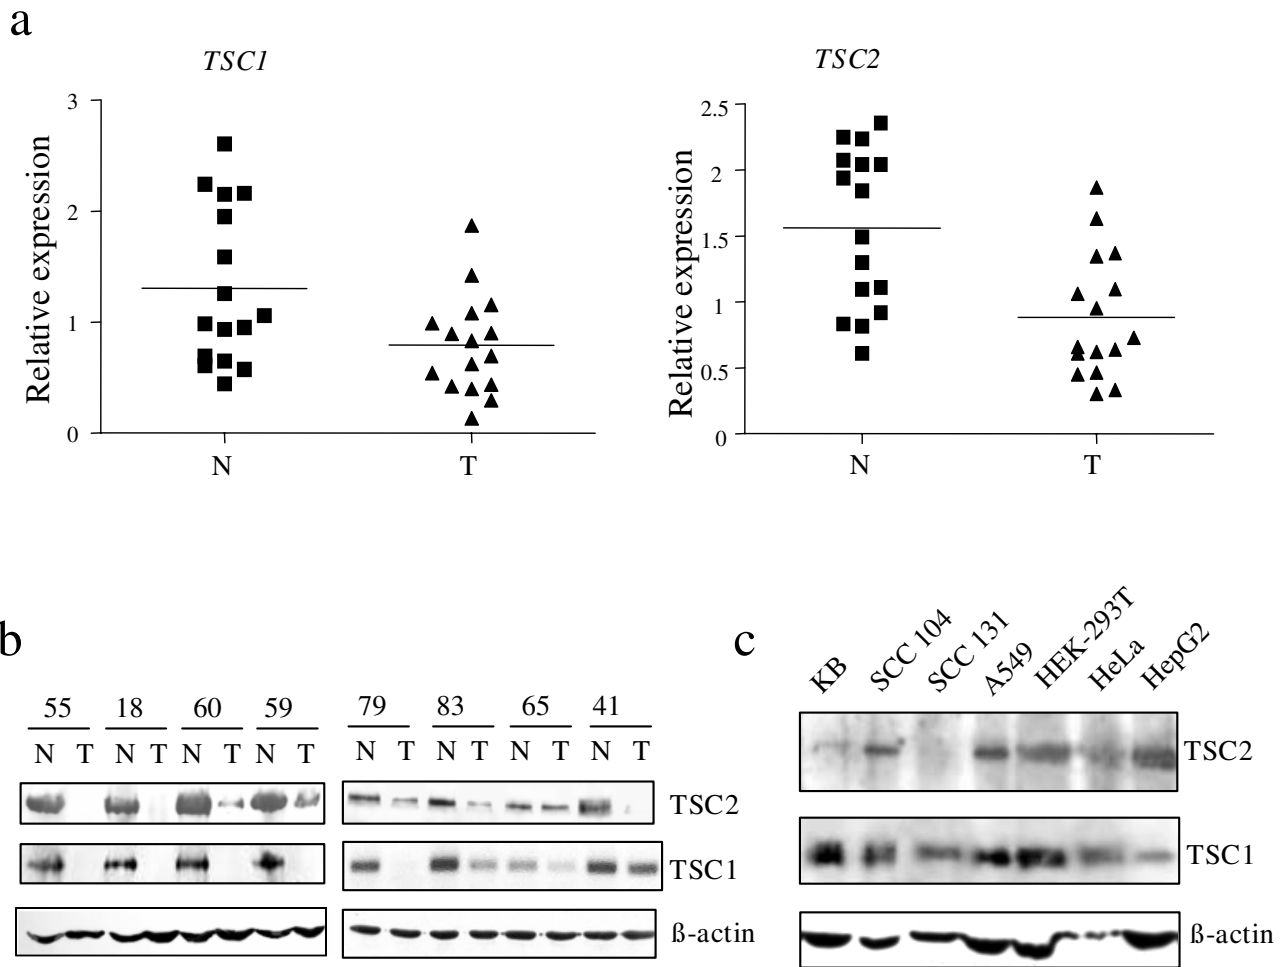 a
TSC1
TSC2
Relative expression
3
2
1
0
N
T
Relative expression
2.5
2
1.5
1
0.5
0
N
T
b
55 18 60 59
N T N T N T N T
79 83 65 41
N T N T N T N T
TSC2
TSC1
ß-actin
c
KB
SCC 104
SCC 131
A549
HEK-293T
HeLa
HepG2
TSC2
TSC1
ß-actin